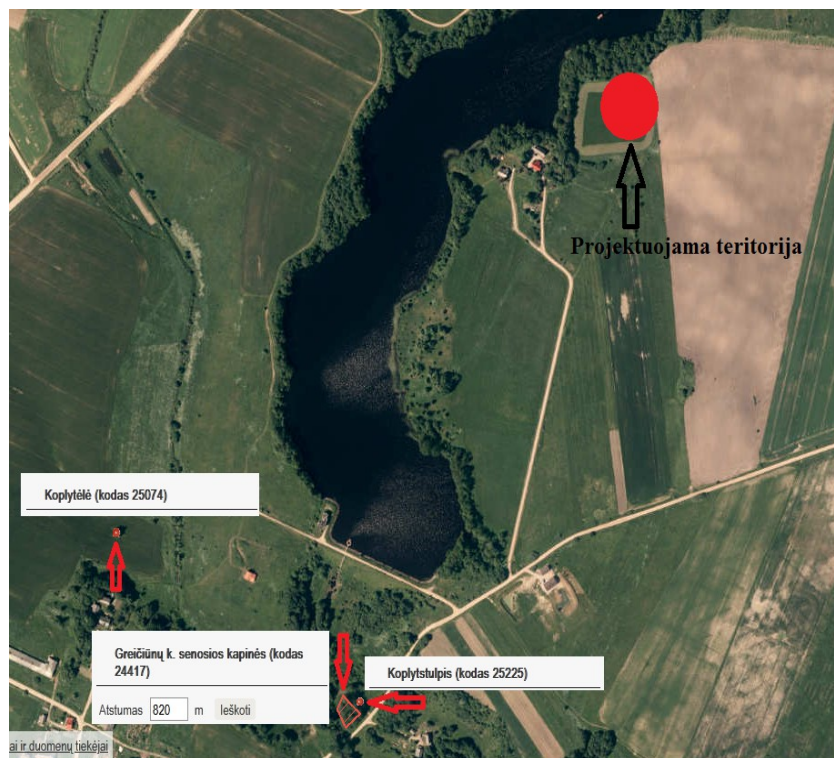 Projektuojama teritorija
Koplytėlė (kodas 25074)
Greičiūnų k. senosios kapinės (kodas
24417)
Atstumas 820 m Ieškoti
Koplytstulpis (kodas 25225)
ai ir duomenų tiekėjai